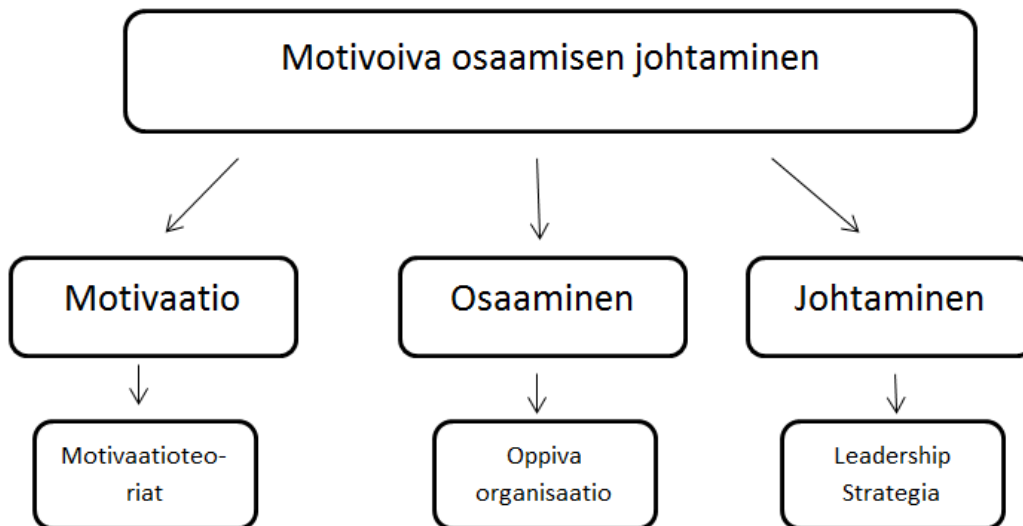 Motivoiva osaamisen johtaminen
Motivaatio
Osaaminen
Johtaminen
Motivaatioteo-
riat
Oppiva
organisaatio
Leadership
Strategia